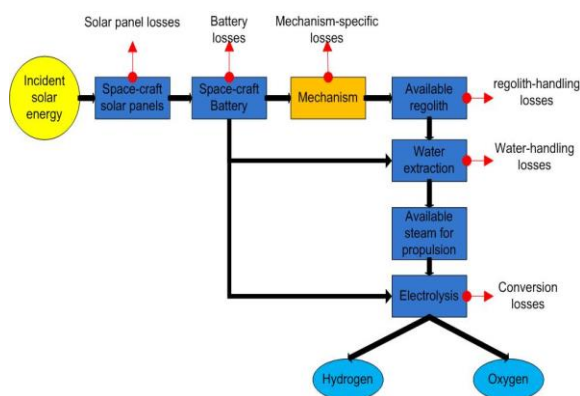 Solar panel losses
Battery
losses
Mechanism-specific
losses
Incident
solar
energy
Space-craft
solar panels
Space-craft
Battery
Mechanism
Available
regolith
regolith-handling
losses
Water
extraction
Water-handling
losses
Available
steam for
propulsion
Electrolysis
Conversion
losses
Hydrogen
Oxygen